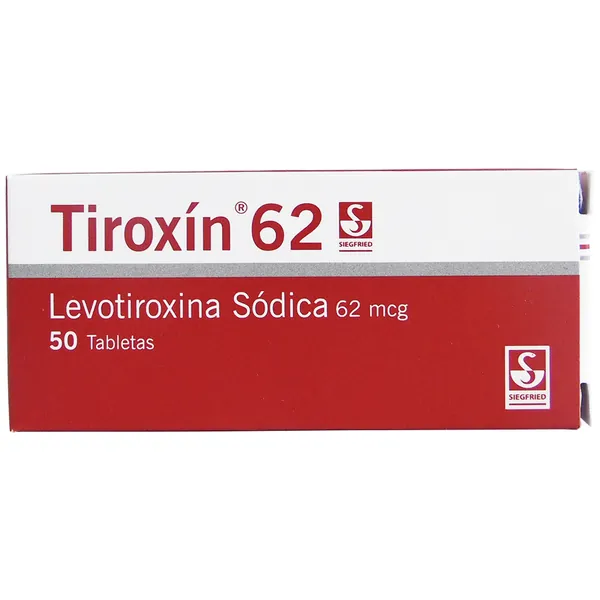 Tiroxín® 62
SIEGFRIED
Levotiroxina Sódica 62 mcg
50 Tabletas
SIEGFRIED